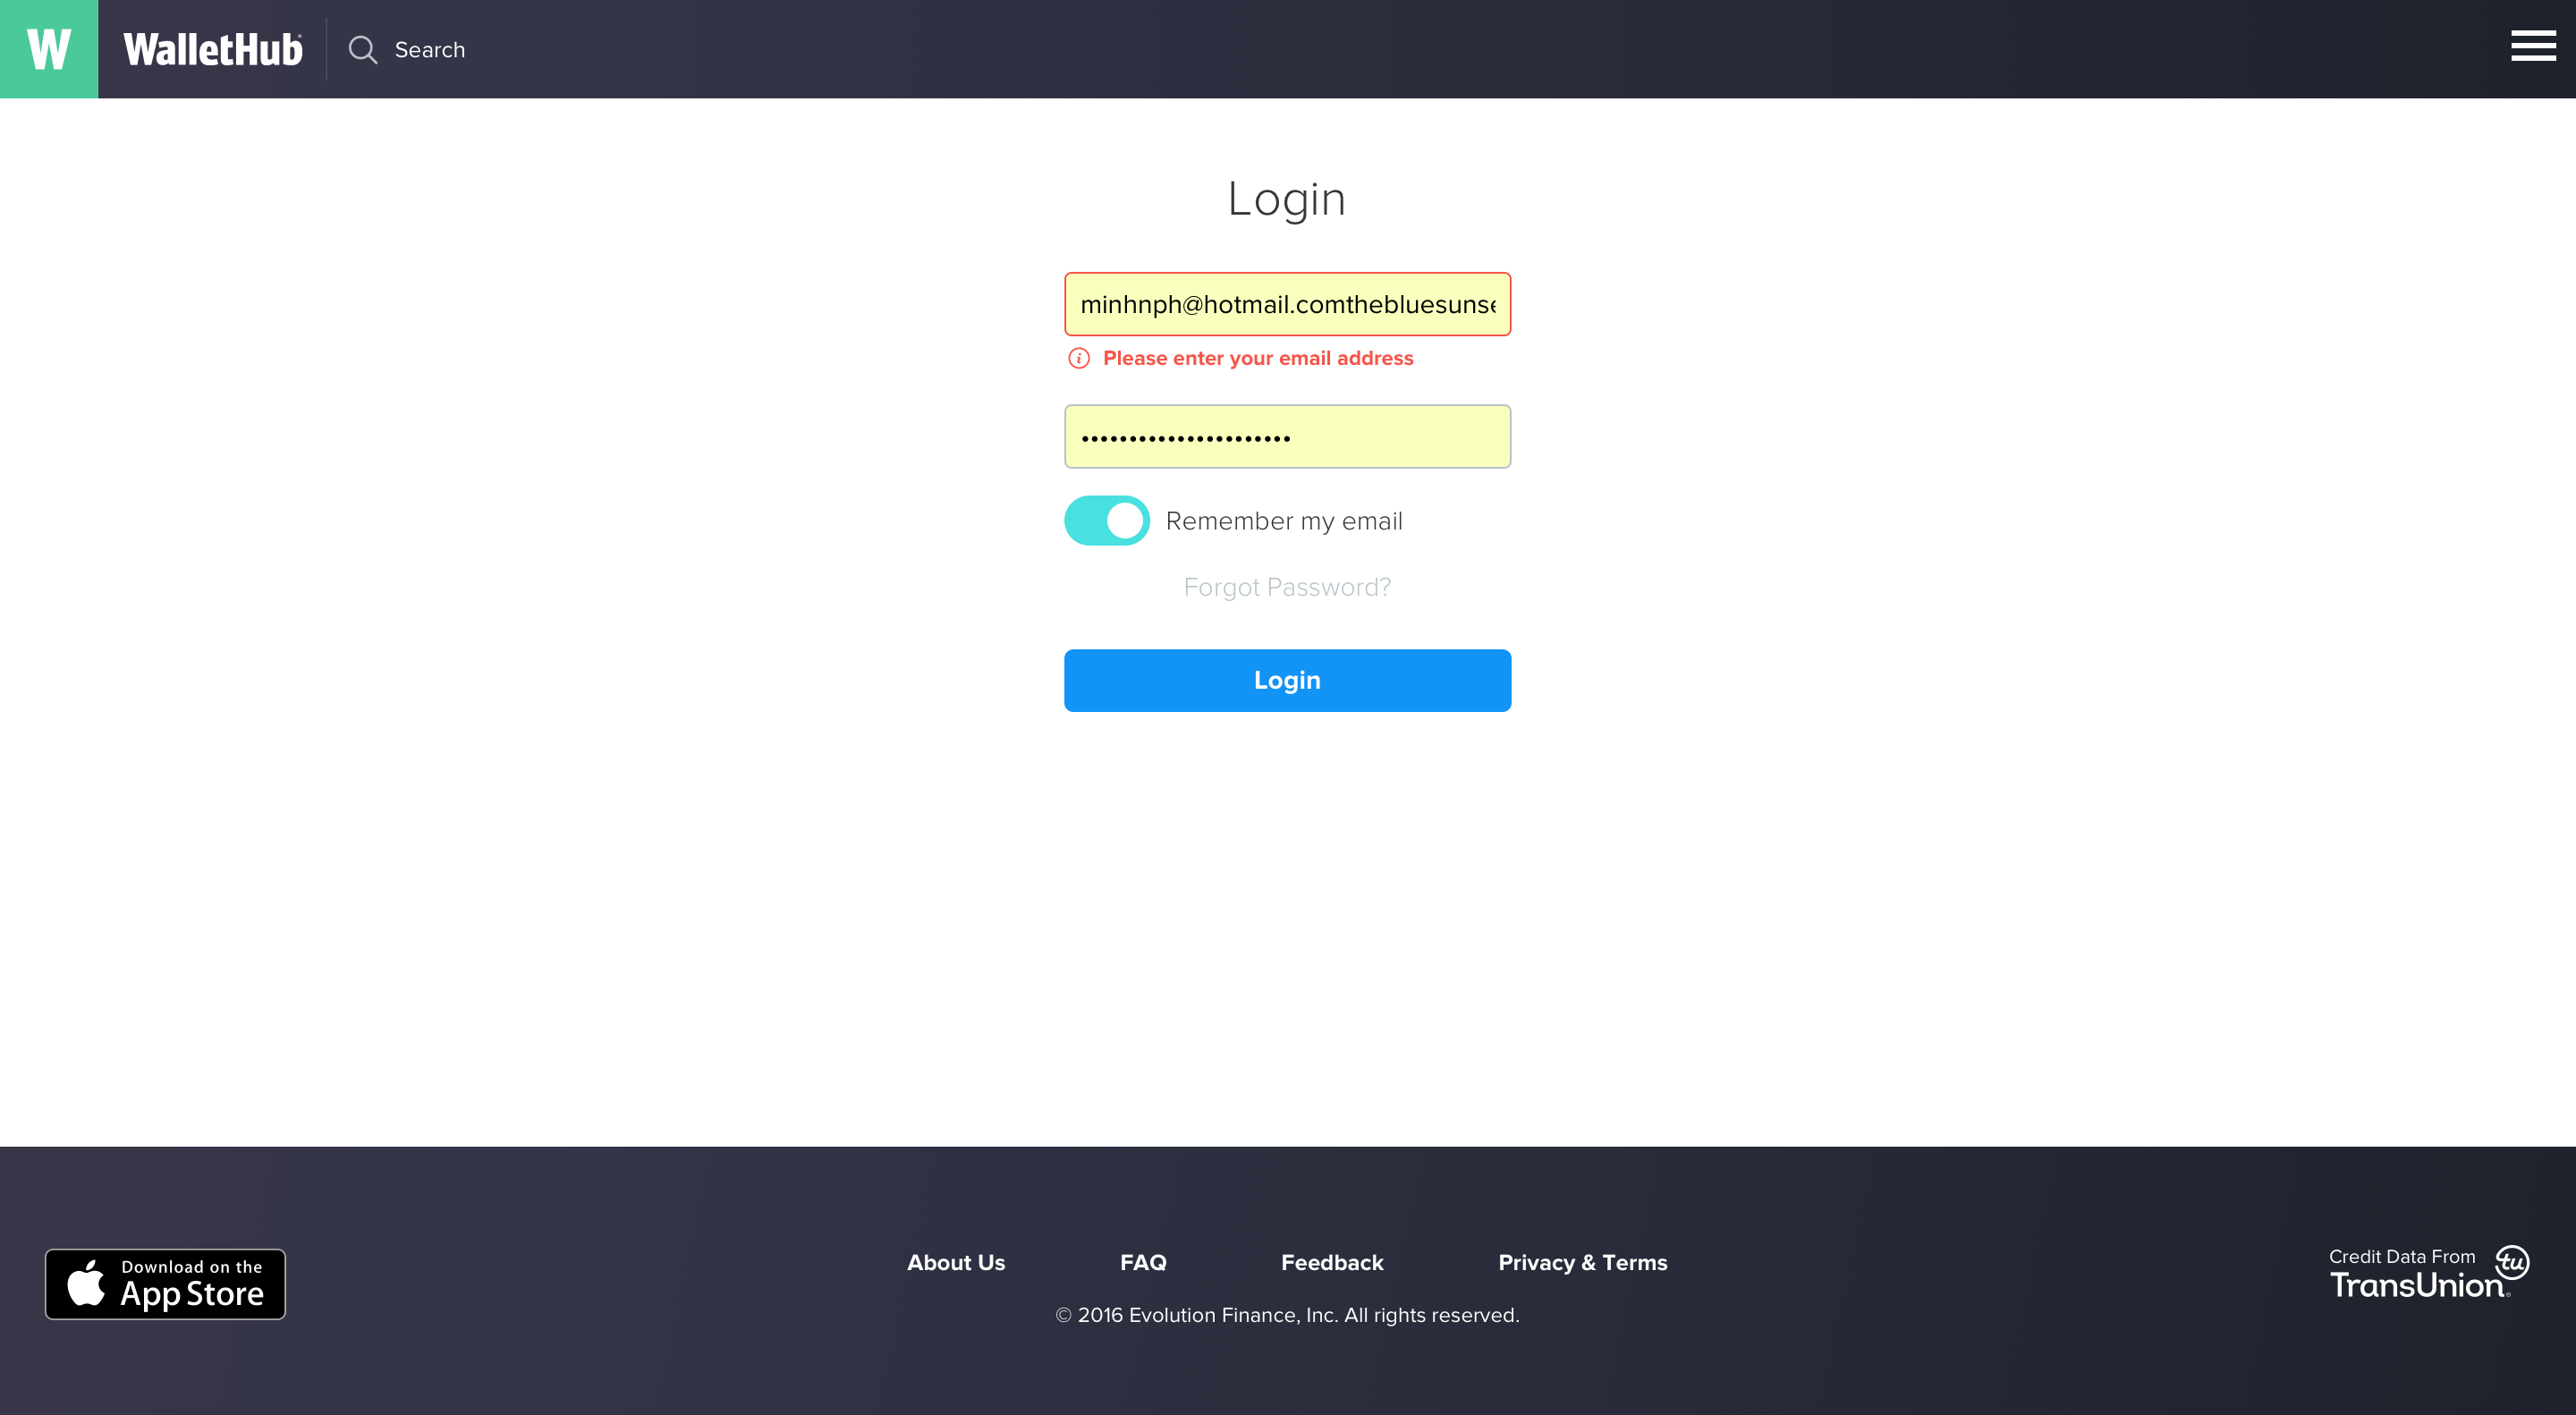 W WalletHub® Search
Login
minhnph@hotmail.comthebluesuns
Please enter your email address
••••••••••••••••••••••
Remember my email
Forgot Password?
Login
Download on the
App Store
About Us FAQ Feedback Privacy & Terms
© 2016 Evolution Finance, Inc. All rights reserved.
Credit Data From tu
TransUnion®